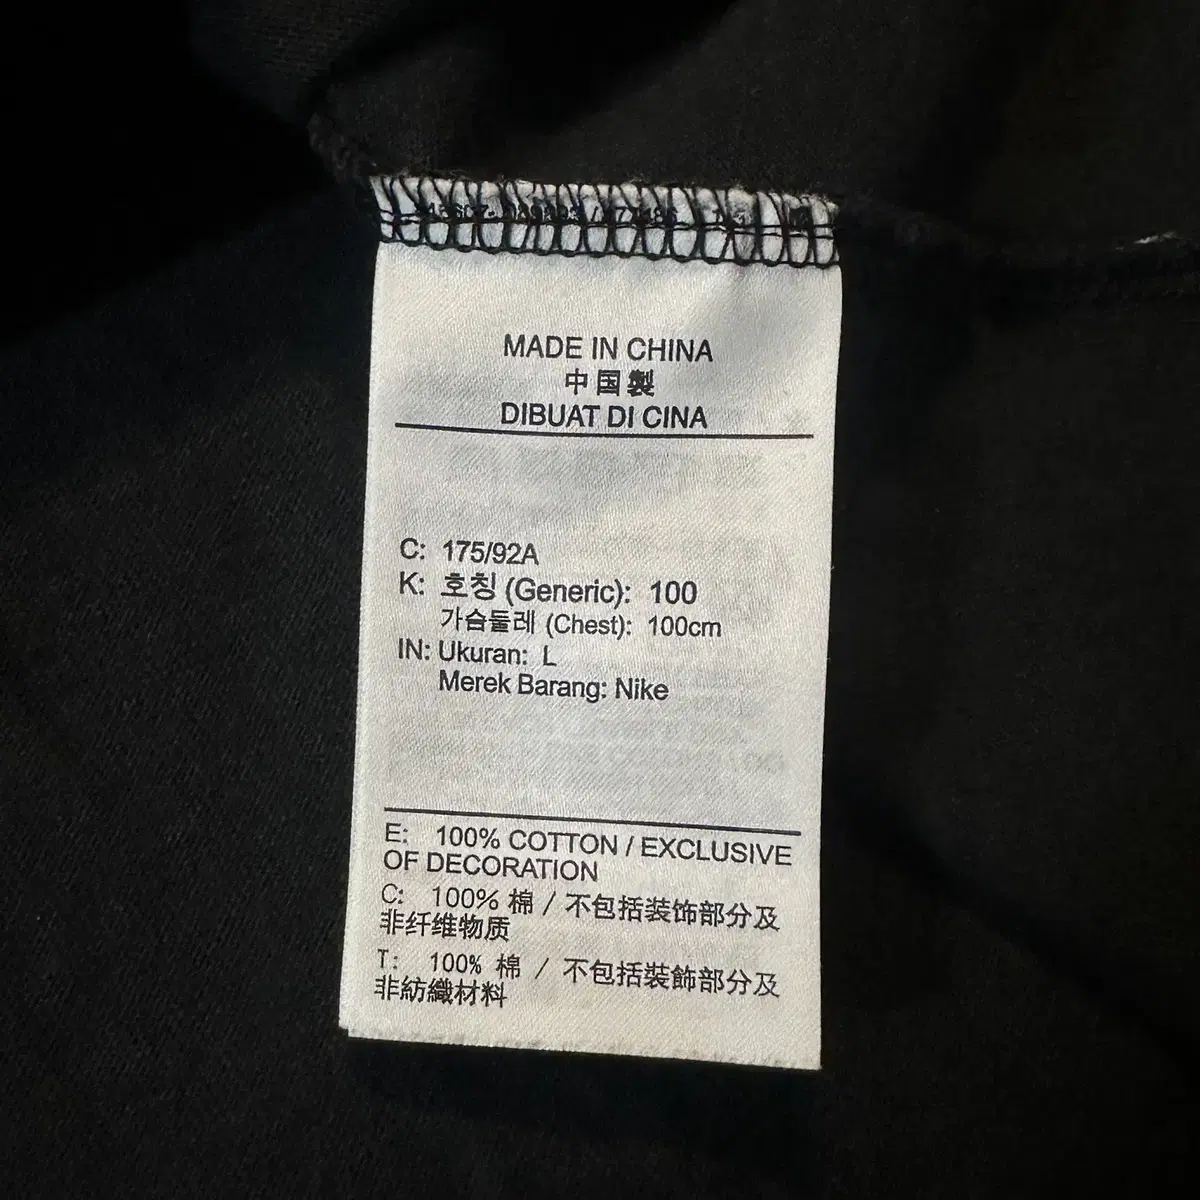 MADE IN CHINA
中国製
DIBUAT DI CINA
C: 175/92A
K: 호칭 (Generic): 100
가슴둘레 (Chest): 100cm
IN: Ukuran: L
Merek Barang: Nike
E: 100% COTTON / EXCLUSIVE
OF DECORATION
C: 100% 棉 / 不包括装饰部分及
非纤维物质
T: 100% 棉 / 不包括裝飾部分及
非紡織材料